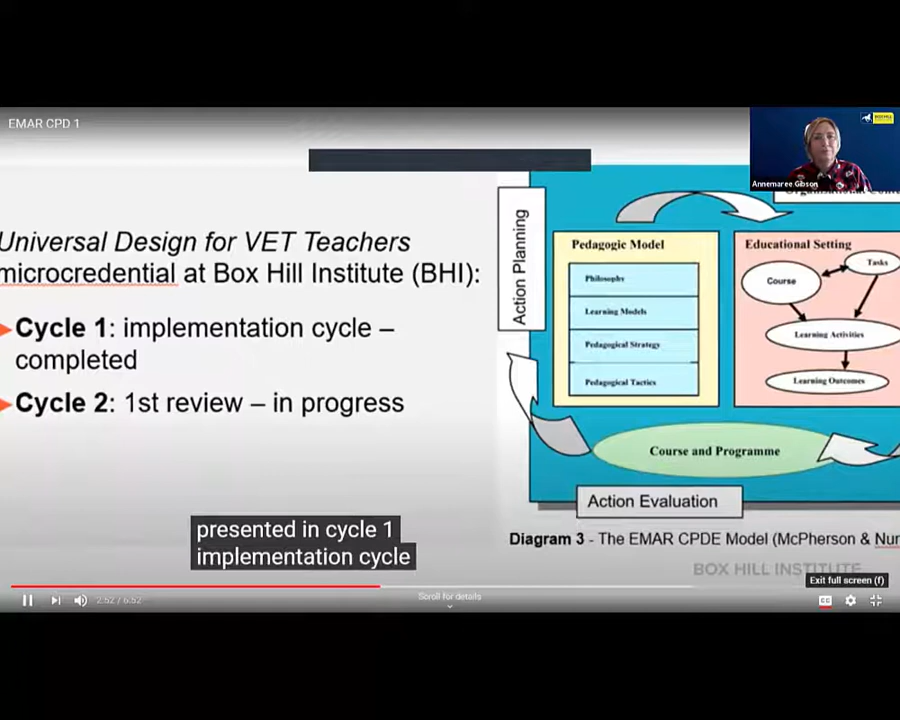 EMAR CPD 1
Annemaree Gibson
Universal Design for VET Teachers
microcredential at Box Hill Institute (BHI):
Cycle 1: implementation cycle –
completed
Cycle 2: 1st review – in progress
Action Planning
Pedagogic Model
Philosophy
Learning Models
Pedagogical Strategy
Pedagogical Tactics
Educational Setting
Course
Tasks
Learning Activities
Learning Outcomes
Course and Programme
Action Evaluation
Diagram 3 - The EMAR CPDE Model (McPherson &
BOX HILL INSTITUTE
presented in cycle 1
implementation cycle
Exit full screen (f)
2:52 / 6:52
Scroll for details